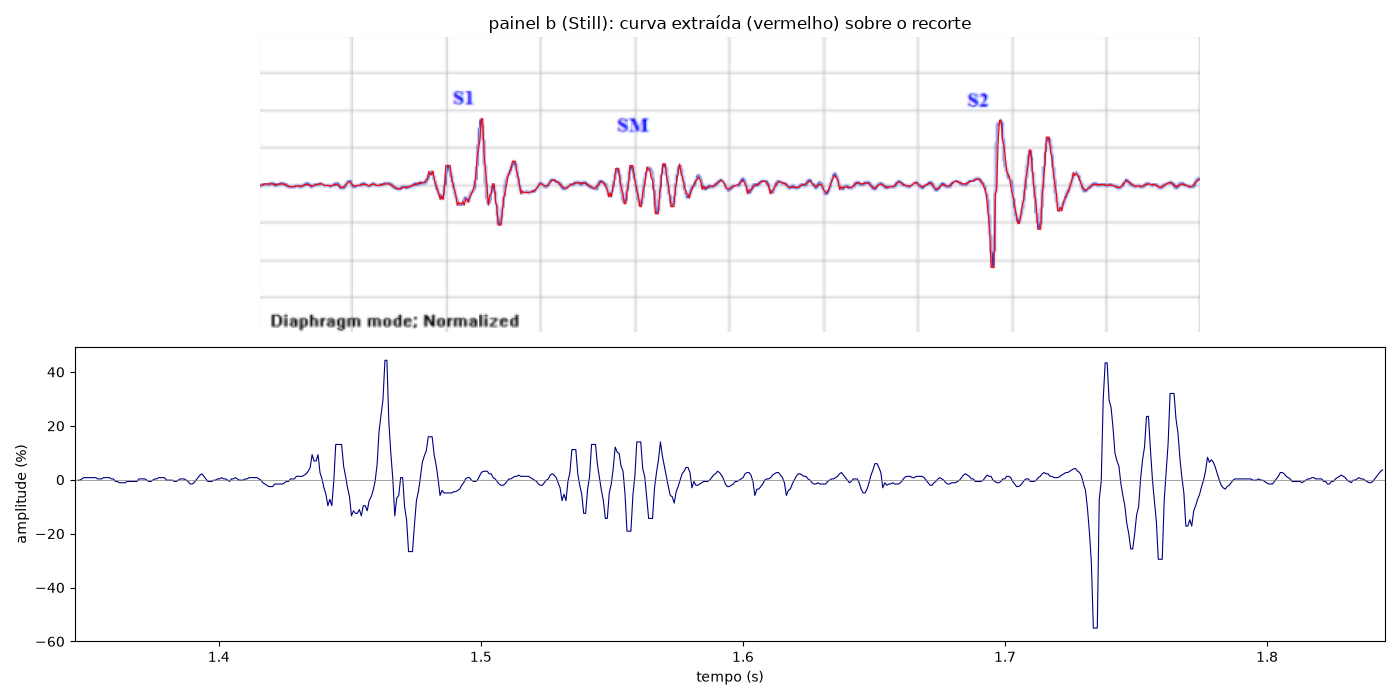 painel b (Still): curva extraída (vermelho) sobre o recorte
S1
SM
S2
Diaphragm mode; Normalized
40
20
0
−20
−40
−60
amplitude (%)
1.4 1.5 1.6 1.7 1.8
tempo (s)